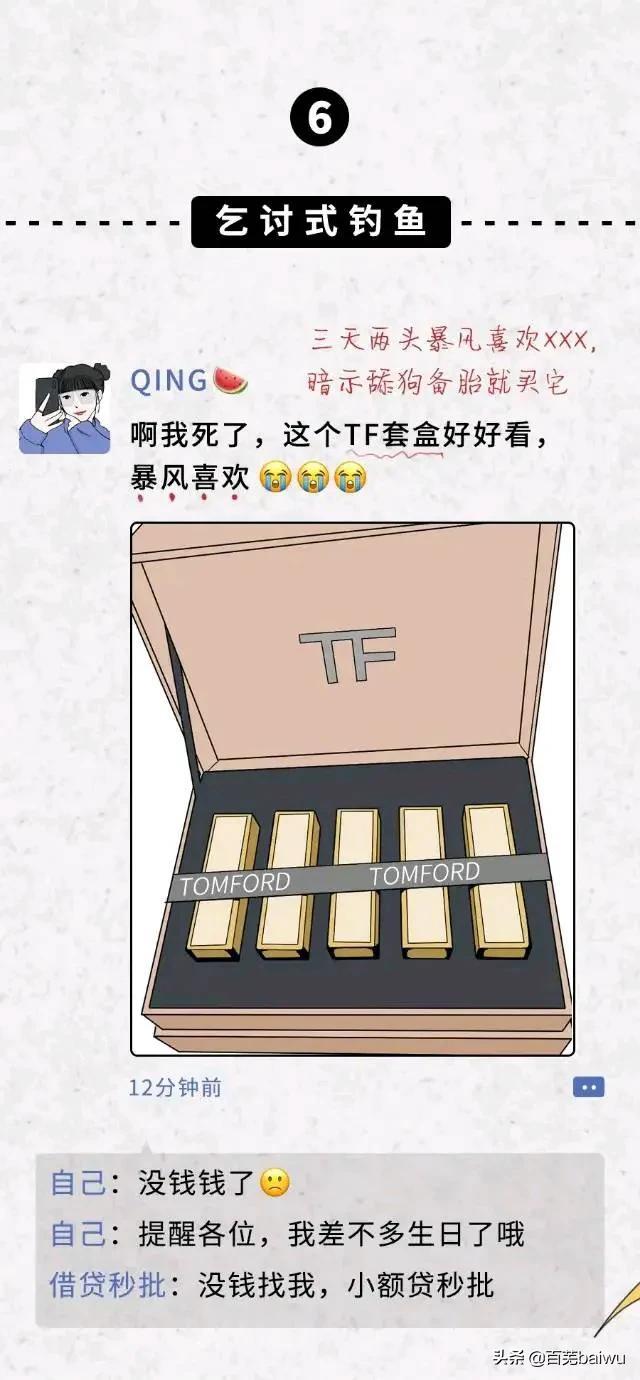 6
乞讨式钓鱼
三天两头暴风喜欢XXX,
暗示舔狗备胎就买它
QING🍉
啊我死了，这个TF套盒好好看，
暴风喜欢😭😭😭
TF
TOMFORD TOMFORD
12分钟前
自己：没钱钱了🙁
自己：提醒各位，我差不多生日了哦
借贷秒批：没钱找我，小额贷秒批
头条 @百芜baiwu